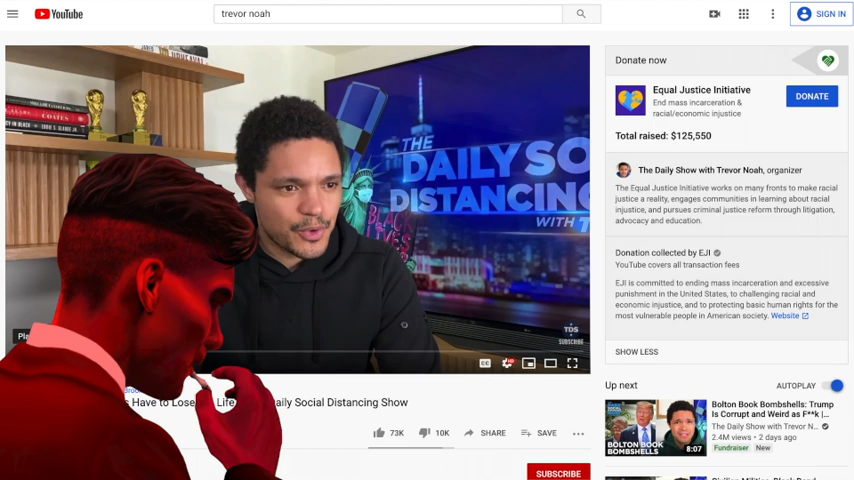 YouTube
trevor noah
SIGN IN
COATES
THE
DAILY SO
DISTANCING
WITH T
BLACK
LIVES
TDS
SUBSCRIBE
CC
Have to Lose
Life
aily Social Distancing Show
73K
10K
SHARE
SAVE
SUBSCRIBE
Donate now
Equal Justice Initiative
End mass incarceration &
racial/economic injustice
DONATE
Total raised: $125,550
The Daily Show with Trevor Noah, organizer
The Equal Justice Initiative works on many fronts to make racial
justice a reality, engages communities in learning about racial
injustice, and pursues criminal justice reform through litigation,
advocacy and education.
Donation collected by EJI
YouTube covers all transaction fees
EJI is committed to ending mass incarceration and excessive
punishment in the United States, to challenging racial and
economic injustice, and to protecting basic human rights for the
most vulnerable people in American society. Website
SHOW LESS
Up next
AUTOPLAY
BOLTON BOOK
BOMBSHELLS
8:07
Bolton Book Bombshells: Trump
Is Corrupt and Weird as F**k |...
The Daily Show with Trevor N...
2.4M views • 2 days ago
Fundraiser New